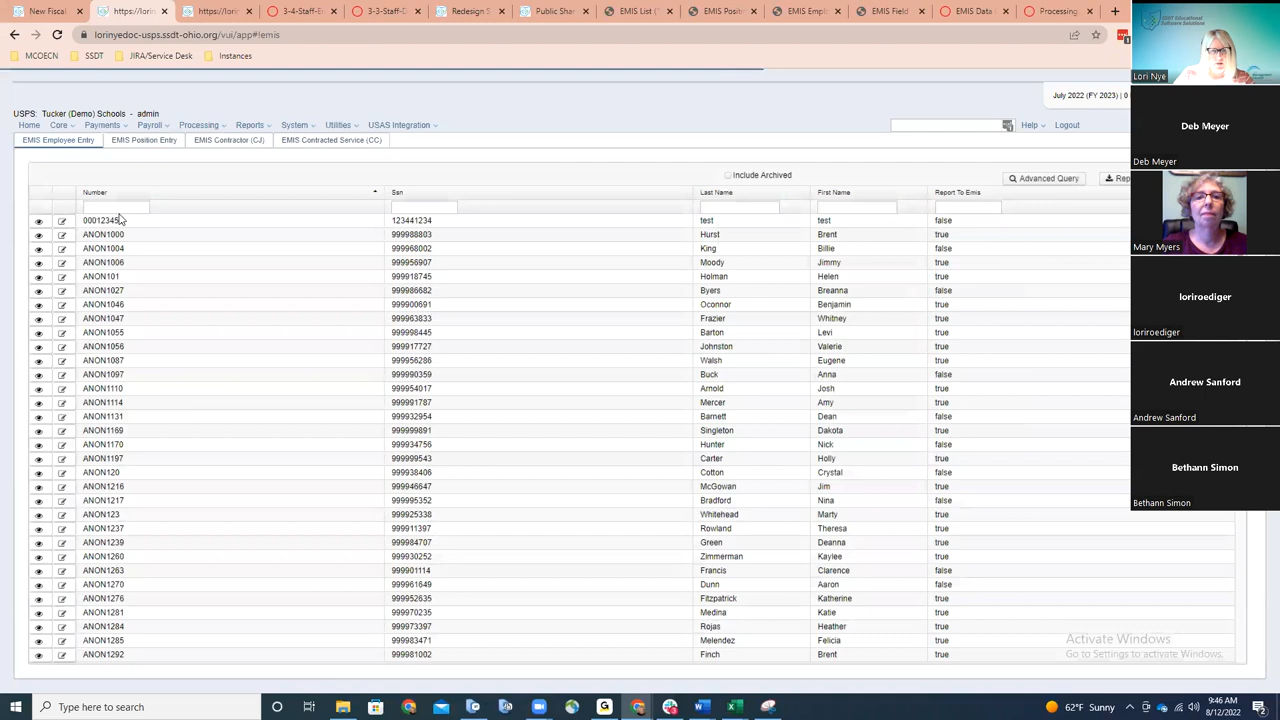 New Fiscal
https://lorin
https://lorin
3-4-Staff-E
3-3-Staff-D
Public Shar
EMIS List (
EMIS Posi
EMIS Emplo
EMIS Data
Processing
lorinyedtcc-usps.ssdt-ohio.org/vui/app#emis
MCOECN
SSDT
JIRA/Service Desk
Instances
July 2022 (FY 2023) | 0
USPS: Tucker (Demo) Schools - admin
Home Core Payments Payroll Processing Reports System Utilities USAS Integration Help Logout
EMIS Employee Entry EMIS Position Entry EMIS Contractor (CJ) EMIS Contracted Service (CC)
Include Archived
Advanced Query
Repo
Number Ssn Last Name First Name Report To Emis
123441234 test test false
ANON1000 999988803 Hurst Brent true
ANON1004 999968002 King Billie true
ANON1006 999956907 Moody Jimmy true
ANON101 999918745 Holman Helen true
ANON1027 999986682 Byers Breanna false
ANON1046 999900691 Oconnor Benjamin true
ANON1047 999963833 Frazier Whitney true
ANON1055 999998445 Barton Levi true
ANON1056 999917727 Johnston Valerie true
ANON1087 999956286 Walsh Eugene true
ANON1097 999990359 Buck Anna false
ANON1110 999954017 Arnold Josh true
ANON1114 999991787 Mercer Amy true
ANON1131 999932954 Barnett Dean false
ANON1169 999999891 Singleton Dakota true
ANON1170 999934756 Hunter Nick false
ANON1197 999999543 Carter Holly true
ANON120 999938406 Cotton Crystal false
ANON1216 999946647 McGowan Jim true
ANON1217 999995352 Bradford Nina false
ANON123 999925338 Whitehead Marty true
ANON1237 999911397 Rowland Theresa true
ANON1239 999984707 Green Deanna true
ANON1260 999930252 Zimmerman Kaylee true
ANON1263 999901114 Francis Clarence false
ANON1270 999961649 Dunn Aaron false
ANON1276 999952635 Fitzpatrick Katherine true
ANON1281 999970235 Medina Katie true
ANON1284 999973397 Rojas Heather true
ANON1285 999983471 Melendez Felicia true
ANON1292 999981002 Finch Brent true
Activate Windows
Go to Settings to activate Windows.
Lori Nye
Deb Meyer
Deb Meyer
Mary Myers
loriroediger
loriroediger
Andrew Sanford
Andrew Sanford
Bethann Simon
Bethann Simon
Type here to search
62°F Sunny
9:46 AM
8/12/2022